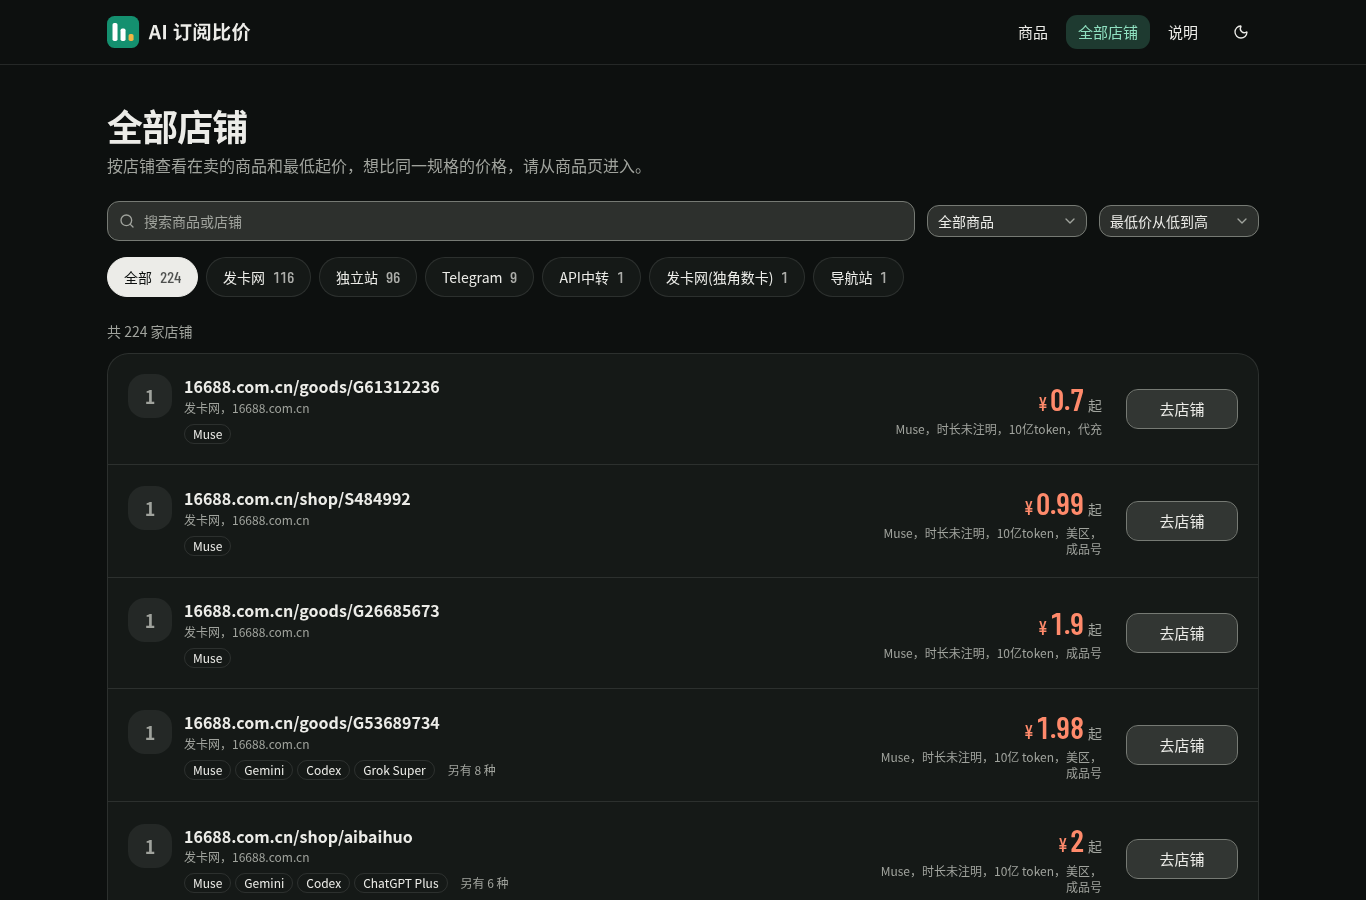 AI 订阅比价
商品
全部店铺
说明
全部店铺
按店铺查看在卖的商品和最低起价，想比同一规格的价格，请从商品页进入。
搜索商品或店铺
全部商品
最低价从低到高
全部 224
发卡网 116
独立站 96
Telegram 9
API中转 1
发卡网(独角数卡) 1
导航站 1
共 224 家店铺
1
16688.com.cn/goods/G61312236
发卡网，16688.com.cn
Muse
¥0.7 起
Muse，时长未注明，10亿token，代充
去店铺
1
16688.com.cn/shop/S484992
发卡网，16688.com.cn
Muse
¥0.99 起
Muse，时长未注明，10亿token，美区，
成品号
去店铺
1
16688.com.cn/goods/G26685673
发卡网，16688.com.cn
Muse
¥1.9 起
Muse，时长未注明，10亿token，成品号
去店铺
1
16688.com.cn/goods/G53689734
发卡网，16688.com.cn
Muse Gemini Codex Grok Super 另有 8 种
¥1.98 起
Muse，时长未注明，10亿 token，美区，
成品号
去店铺
1
16688.com.cn/shop/aibaihuo
发卡网，16688.com.cn
Muse Gemini Codex ChatGPT Plus 另有 6 种
¥2 起
Muse，时长未注明，10亿 token，美区，
成品号
去店铺